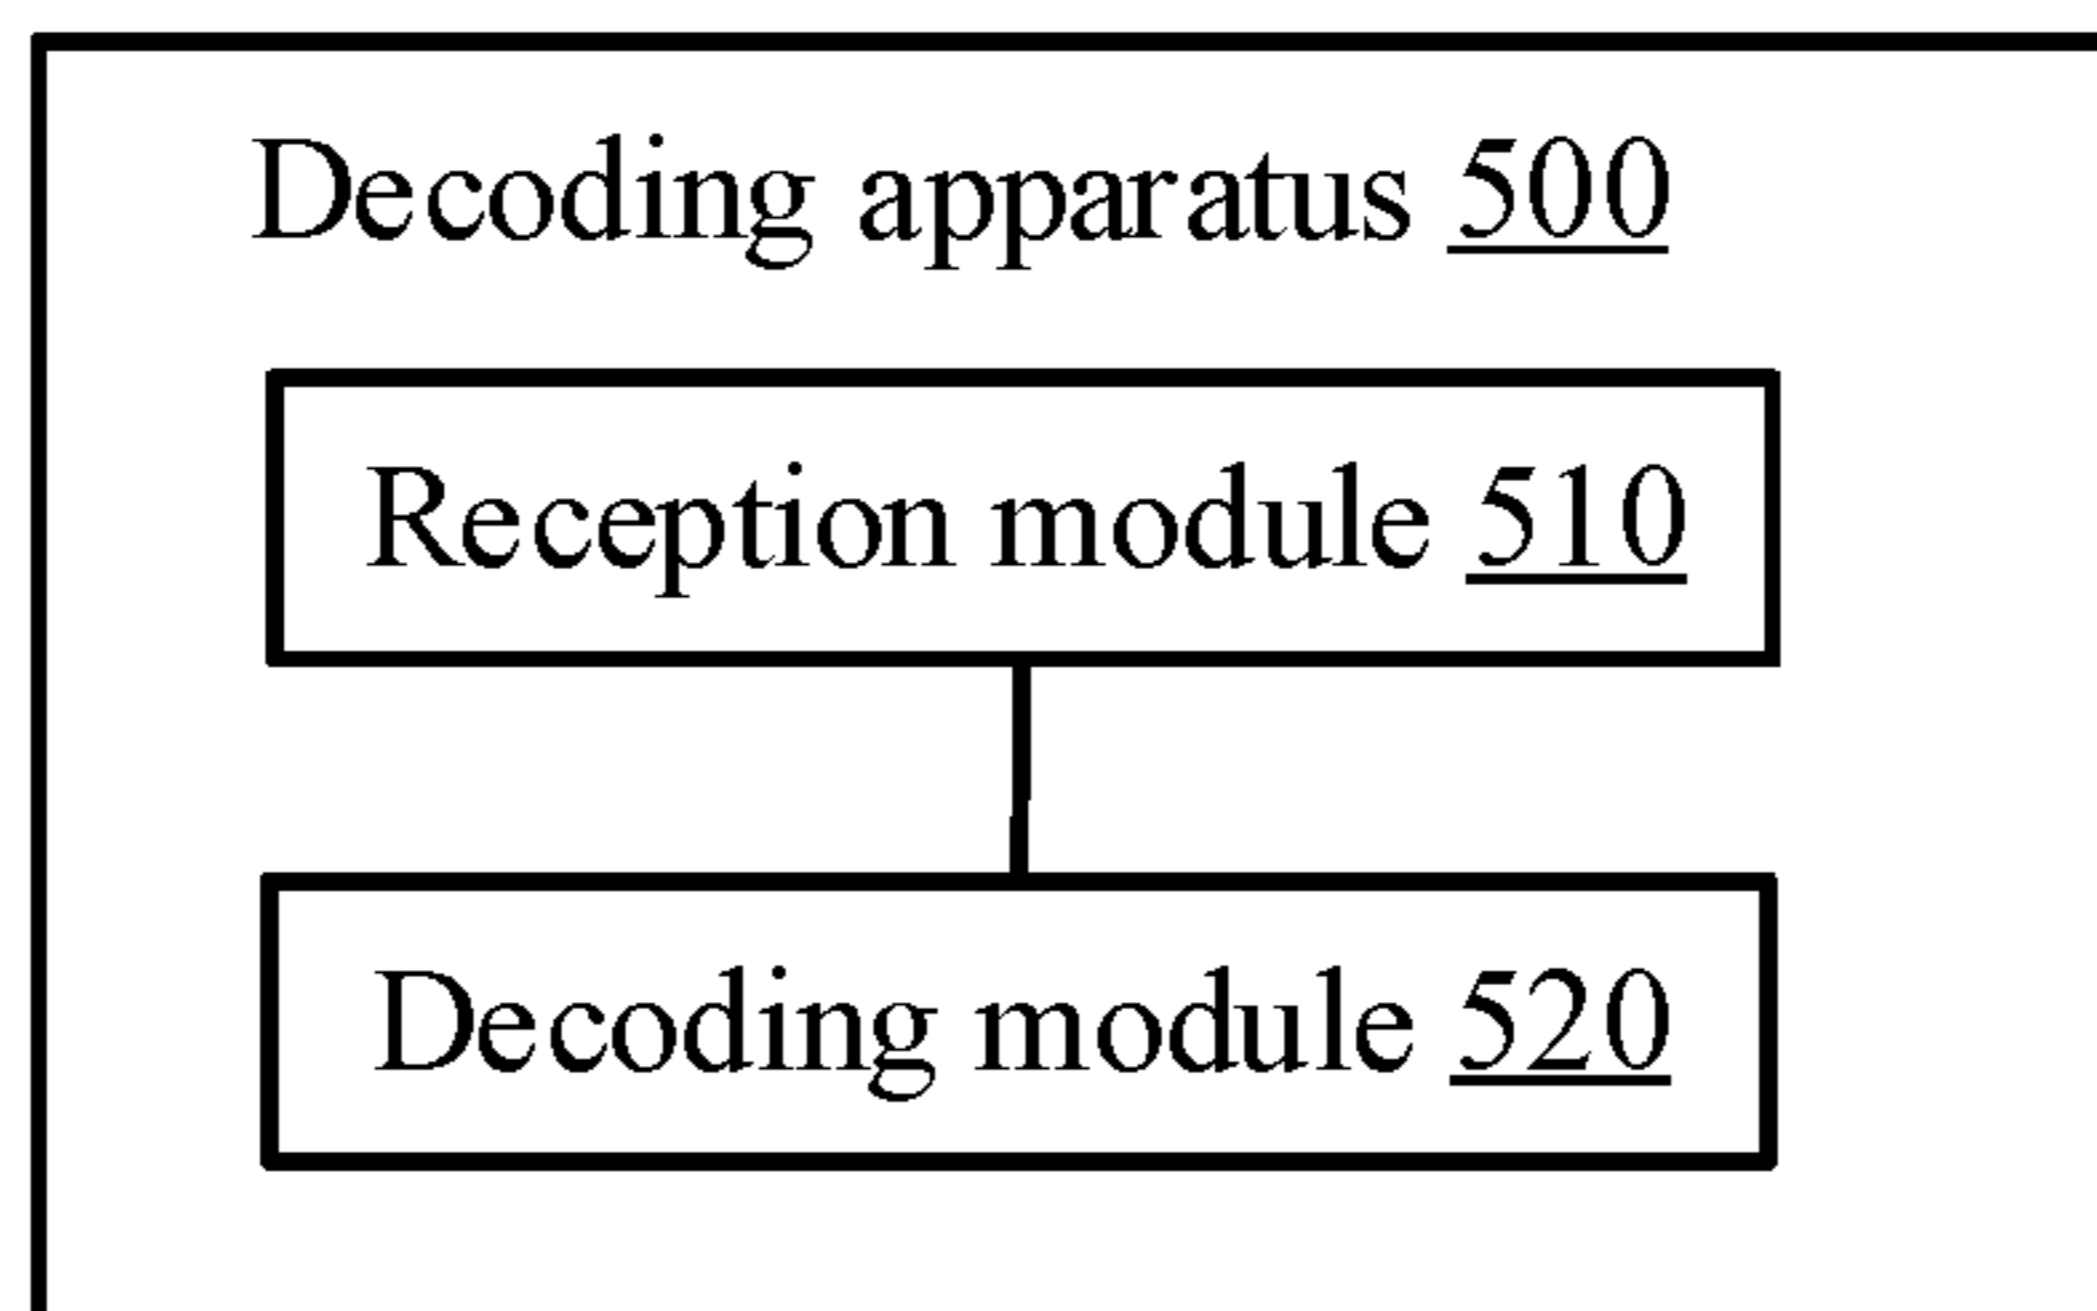 Decoding apparatus 500
Reception module 510
Decoding module 520